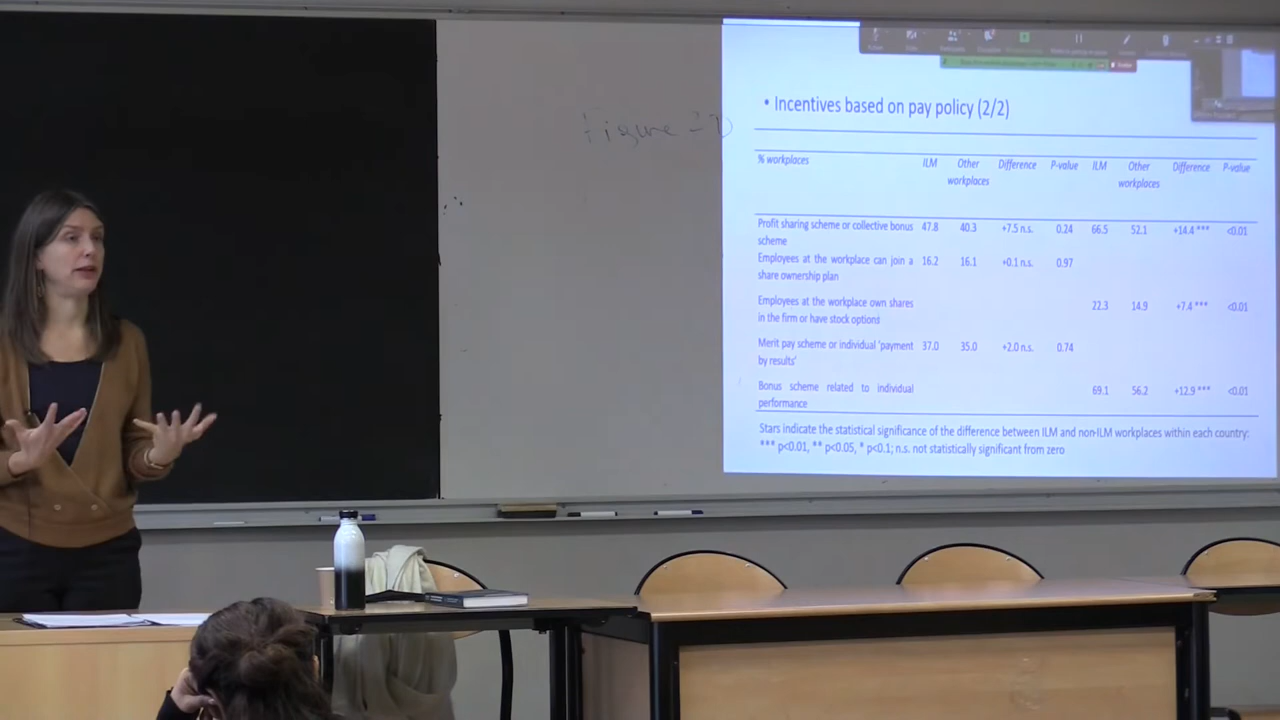 • Incentives based on pay policy (2/2)
% workplaces ILM Other workplaces Difference P-value ILM Other workplaces Difference P-value
Profit sharing scheme or collective bonus scheme 47.8 40.3 +7.5 n.s. 0.24 66.5 52.1 +14.4 *** <0.01
Employees at the workplace can join a share ownership plan 16.2 16.1 +0.1 n.s. 0.97
Employees at the workplace own shares in the firm or have stock options 22.3 14.9 +7.4 *** <0.01
Merit pay scheme or individual 'payment by results' 37.0 35.0 +2.0 n.s. 0.74
Bonus scheme related to individual performance 69.1 56.2 +12.9 *** <0.01
Stars indicate the statistical significance of the difference between ILM and non-ILM workplaces within each country:
*** p<0.01, ** p<0.05, * p<0.1; n.s. not statistically significant from zero